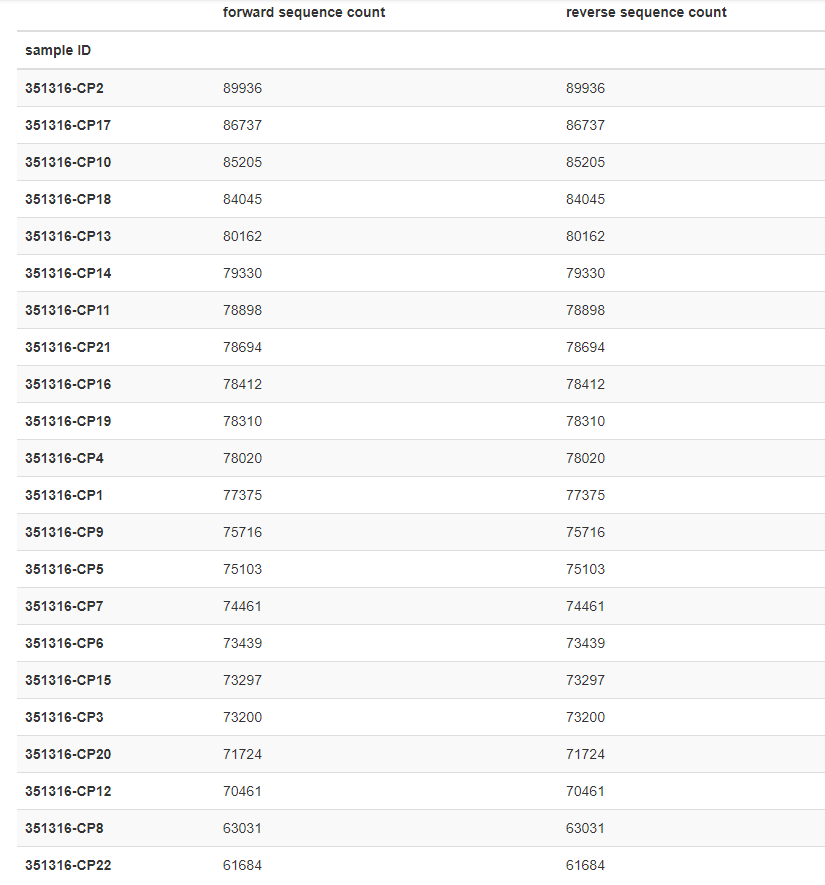 forward sequence count reverse sequence count
sample ID
351316-CP2 89936 89936
351316-CP17 86737 86737
351316-CP10 85205 85205
351316-CP18 84045 84045
351316-CP13 80162 80162
351316-CP14 79330 79330
351316-CP11 78898 78898
351316-CP21 78694 78694
351316-CP16 78412 78412
351316-CP19 78310 78310
351316-CP4 78020 78020
351316-CP1 77375 77375
351316-CP9 75716 75716
351316-CP5 75103 75103
351316-CP7 74461 74461
351316-CP6 73439 73439
351316-CP15 73297 73297
351316-CP3 73200 73200
351316-CP20 71724 71724
351316-CP12 70461 70461
351316-CP8 63031 63031
351316-CP22 61684 61684